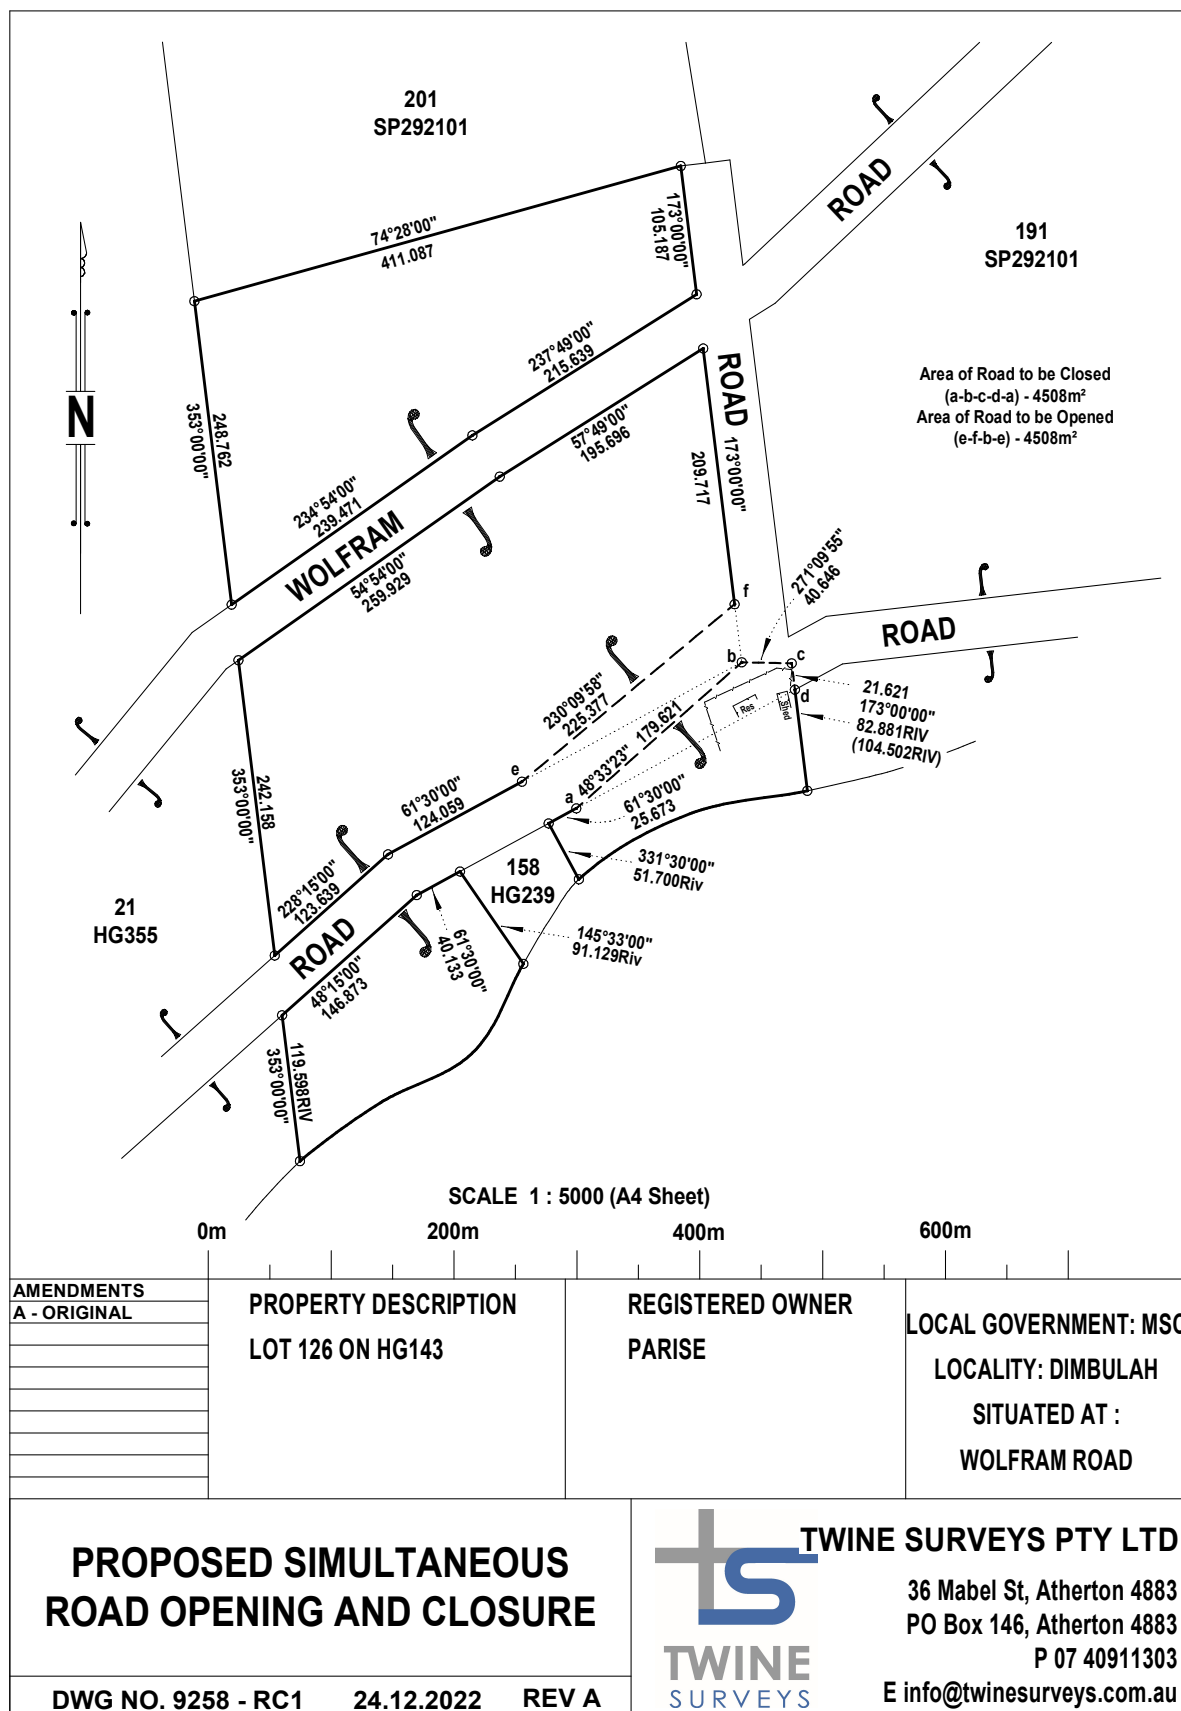 201
SP292101
ROAD
191
SP292101
74°28'00"
411.087
173°00'00"
105.187
237°49'00"
215.639
ROAD
Area of Road to be Closed
(a-b-c-d-a) - 4508m²
Area of Road to be Opened
(e-f-b-e) - 4508m²
N
248.762
353°00'00"
57°49'00"
195.696
173°00'00"
209.717
234°54'00"
239.471
WOLFRAM
54°54'00"
259.929
271°09'55"
40.646
f
ROAD
b
c
d
21.621
173°00'00"
82.881RIV
(104.502RIV)
Res
Shed
230°09'58"
225.377
48°33'23" 179.621
e
a
61°30'00"
25.673
242.158
353°00'00"
61°30'00"
124.059
331°30'00"
51.700Riv
158
HG239
21
HG355
228°15'00"
123.639
ROAD
61°30'00"
40.133
145°33'00"
91.129Riv
48°15'00"
146.873
119.598RIV
353°00'00"
SCALE 1 : 5000 (A4 Sheet)
0m 200m 400m 600m
AMENDMENTS
A - ORIGINAL
PROPERTY DESCRIPTION
LOT 126 ON HG143
REGISTERED OWNER
PARISE
LOCAL GOVERNMENT: MSC
LOCALITY: DIMBULAH
SITUATED AT :
WOLFRAM ROAD
PROPOSED SIMULTANEOUS
ROAD OPENING AND CLOSURE
DWG NO. 9258 - RC1 24.12.2022 REV A
ts
TWINE
SURVEYS
TWINE SURVEYS PTY LTD
36 Mabel St, Atherton 4883
PO Box 146, Atherton 4883
P 07 40911303
E info@twinesurveys.com.au